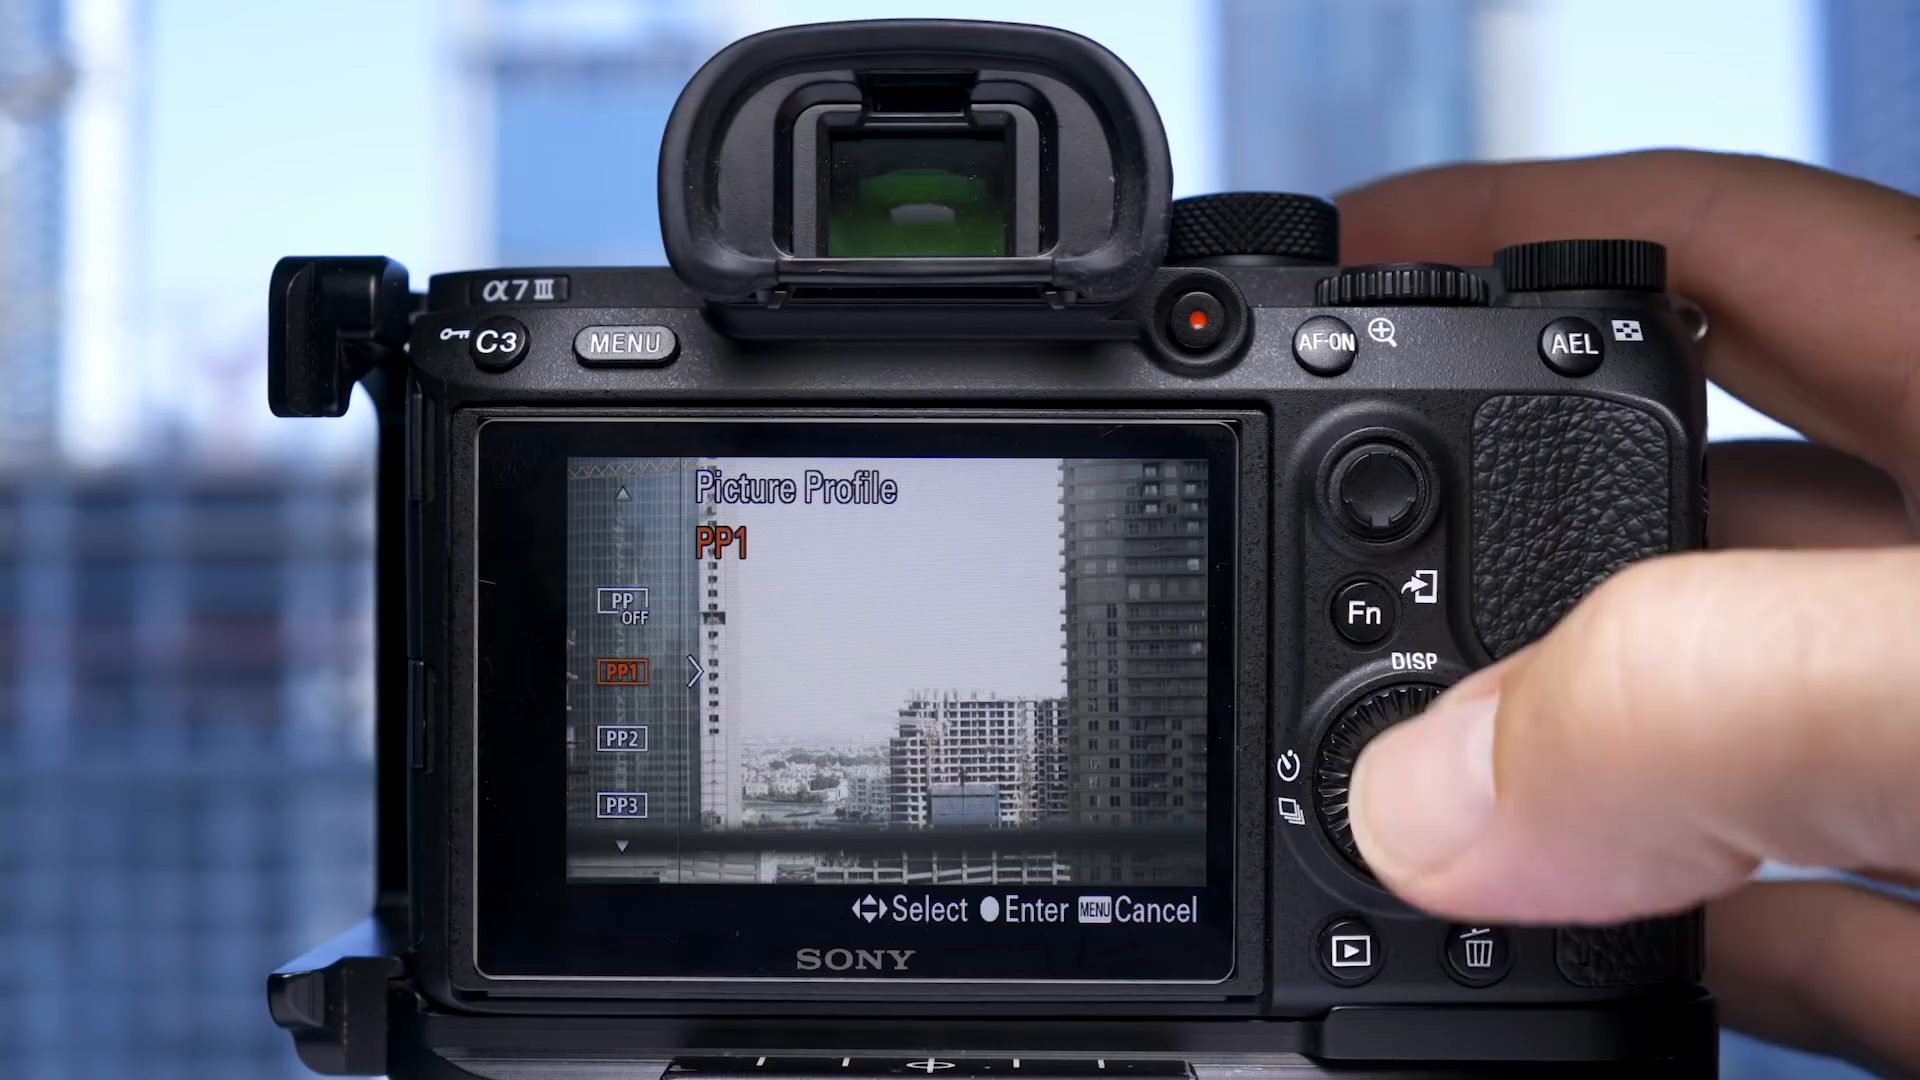 α7 III
C3
MENU
AF-ON
AEL
Picture Profile
PP1
PP
OFF
PP1
PP2
PP3
Select Enter MENU Cancel
SONY
Fn
DISP